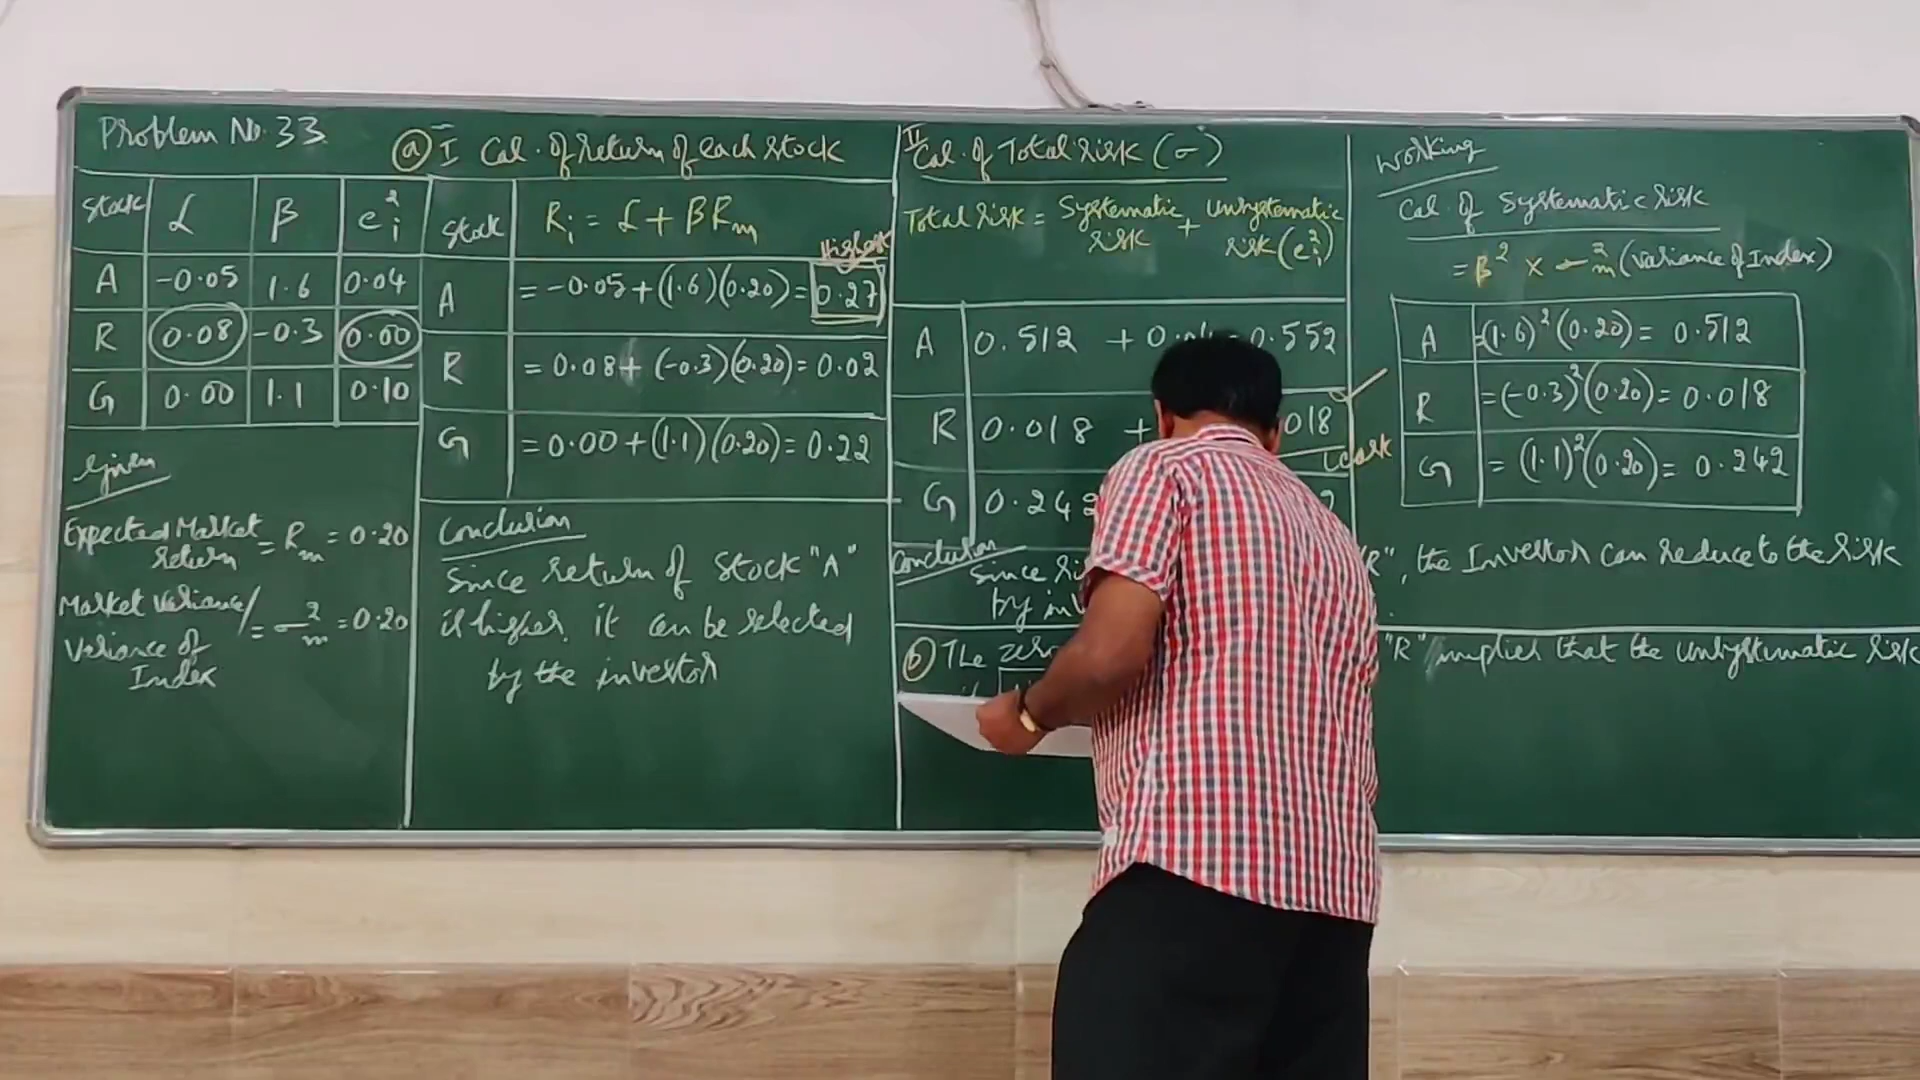 Problem No. 33
Stock α β eᵢ²
A -0.05 1.6 0.04
R 0.08 -0.3 0.00
G 0.00 1.1 0.10
Given
Expected Market Return = Rm = 0.20
Market Variance/ Variance of Index = σ²m = 0.20
(a) I Cal. of Return of each stock
Stock Rᵢ = α + βRm
Highest
A = -0.05 + (1.6)(0.20) = 0.27
R = 0.08 + (-0.3)(0.20) = 0.02
G = 0.00 + (1.1)(0.20) = 0.22
Conclusion
Since return of Stock "A"
is higher, it can be selected
by the investor
II Cal. of Total Risk (σ)
Total Risk = Systematic Risk + Unsystematic Risk (eᵢ²)
A 0.512 + 0.552
R 0.018 + 018
Least
G 0.242
Conclusion
Since
by
(b) The zero
Working
Cal. of Systematic Risk
= β² × σ²m (Variance of Index)
A = (1.6)² (0.20) = 0.512
R = (-0.3)² (0.20) = 0.018
G = (1.1)² (0.20) = 0.242
"R", the Investor can reduce to the Risk
"R" implies that the unsystematic Risk